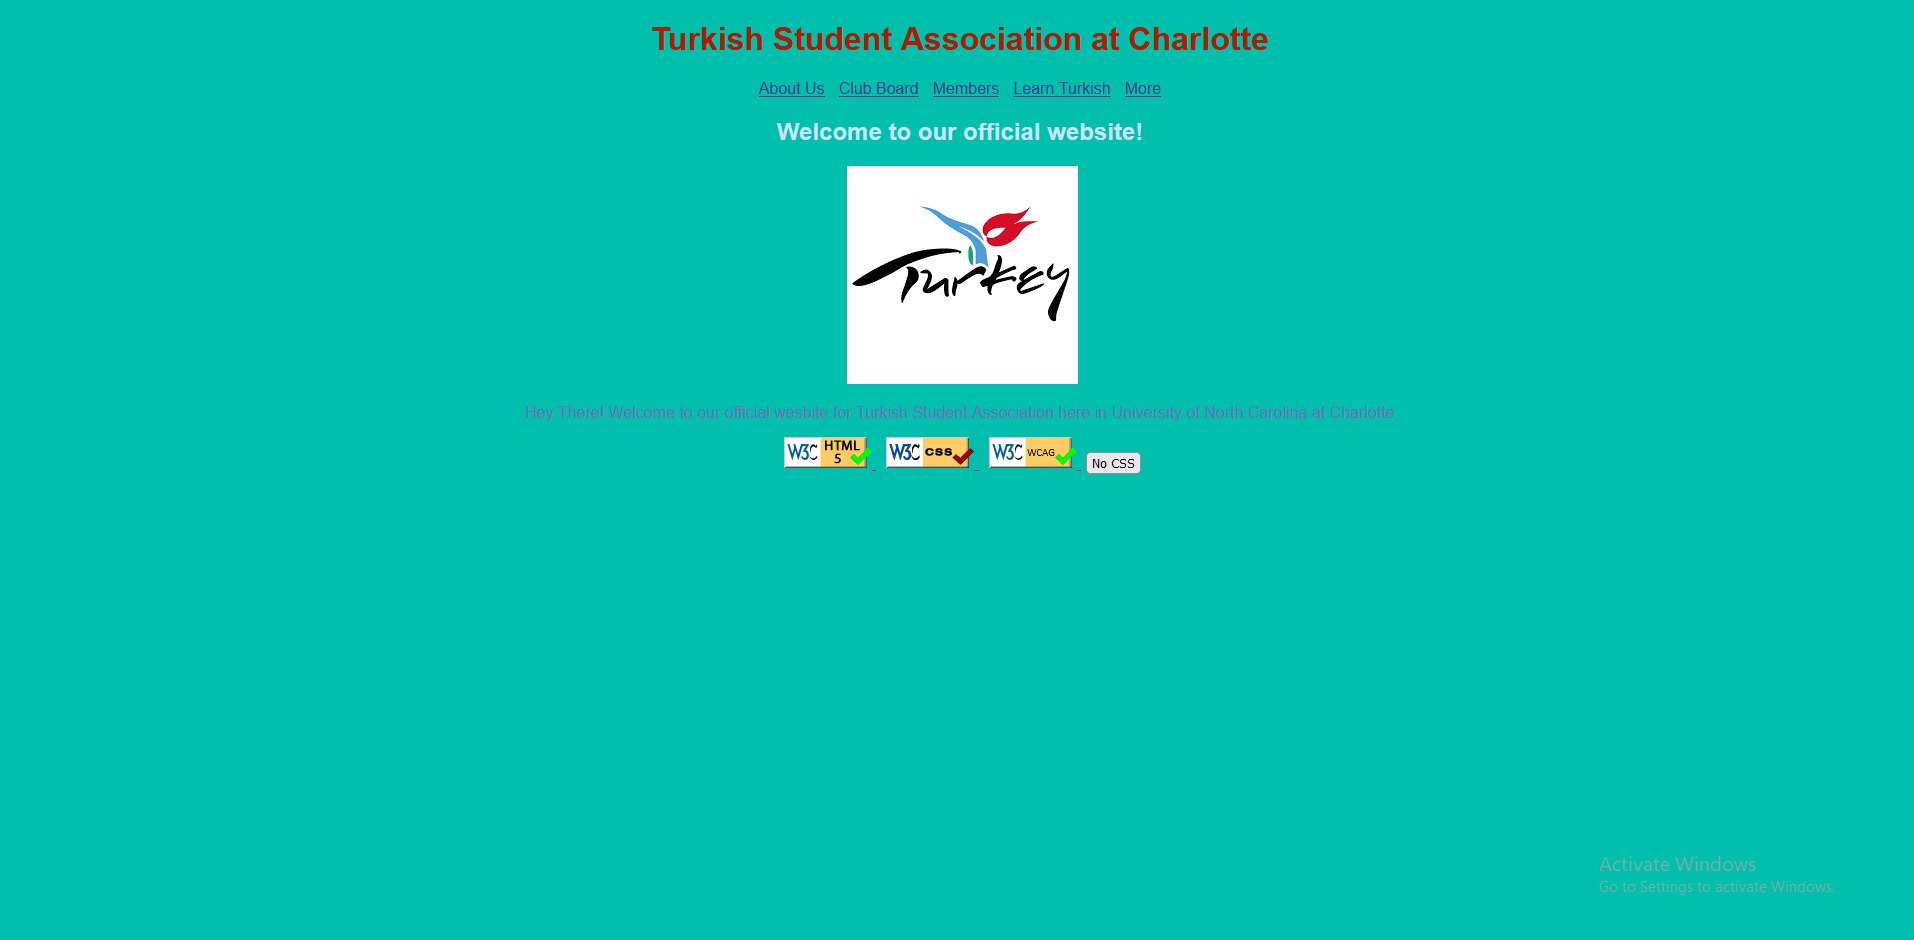 Turkish Student Association at Charlotte
About Us Club Board Members Learn Turkish More
Welcome to our official website!
Turkey
Hey There! Welcome to our official wesbite for Turkish Student Association here in University of North Carolina at Charlotte
W3C HTML 5 W3C css W3C WCAG No CSS
Activate Windows
Go to Settings to activate Windows.